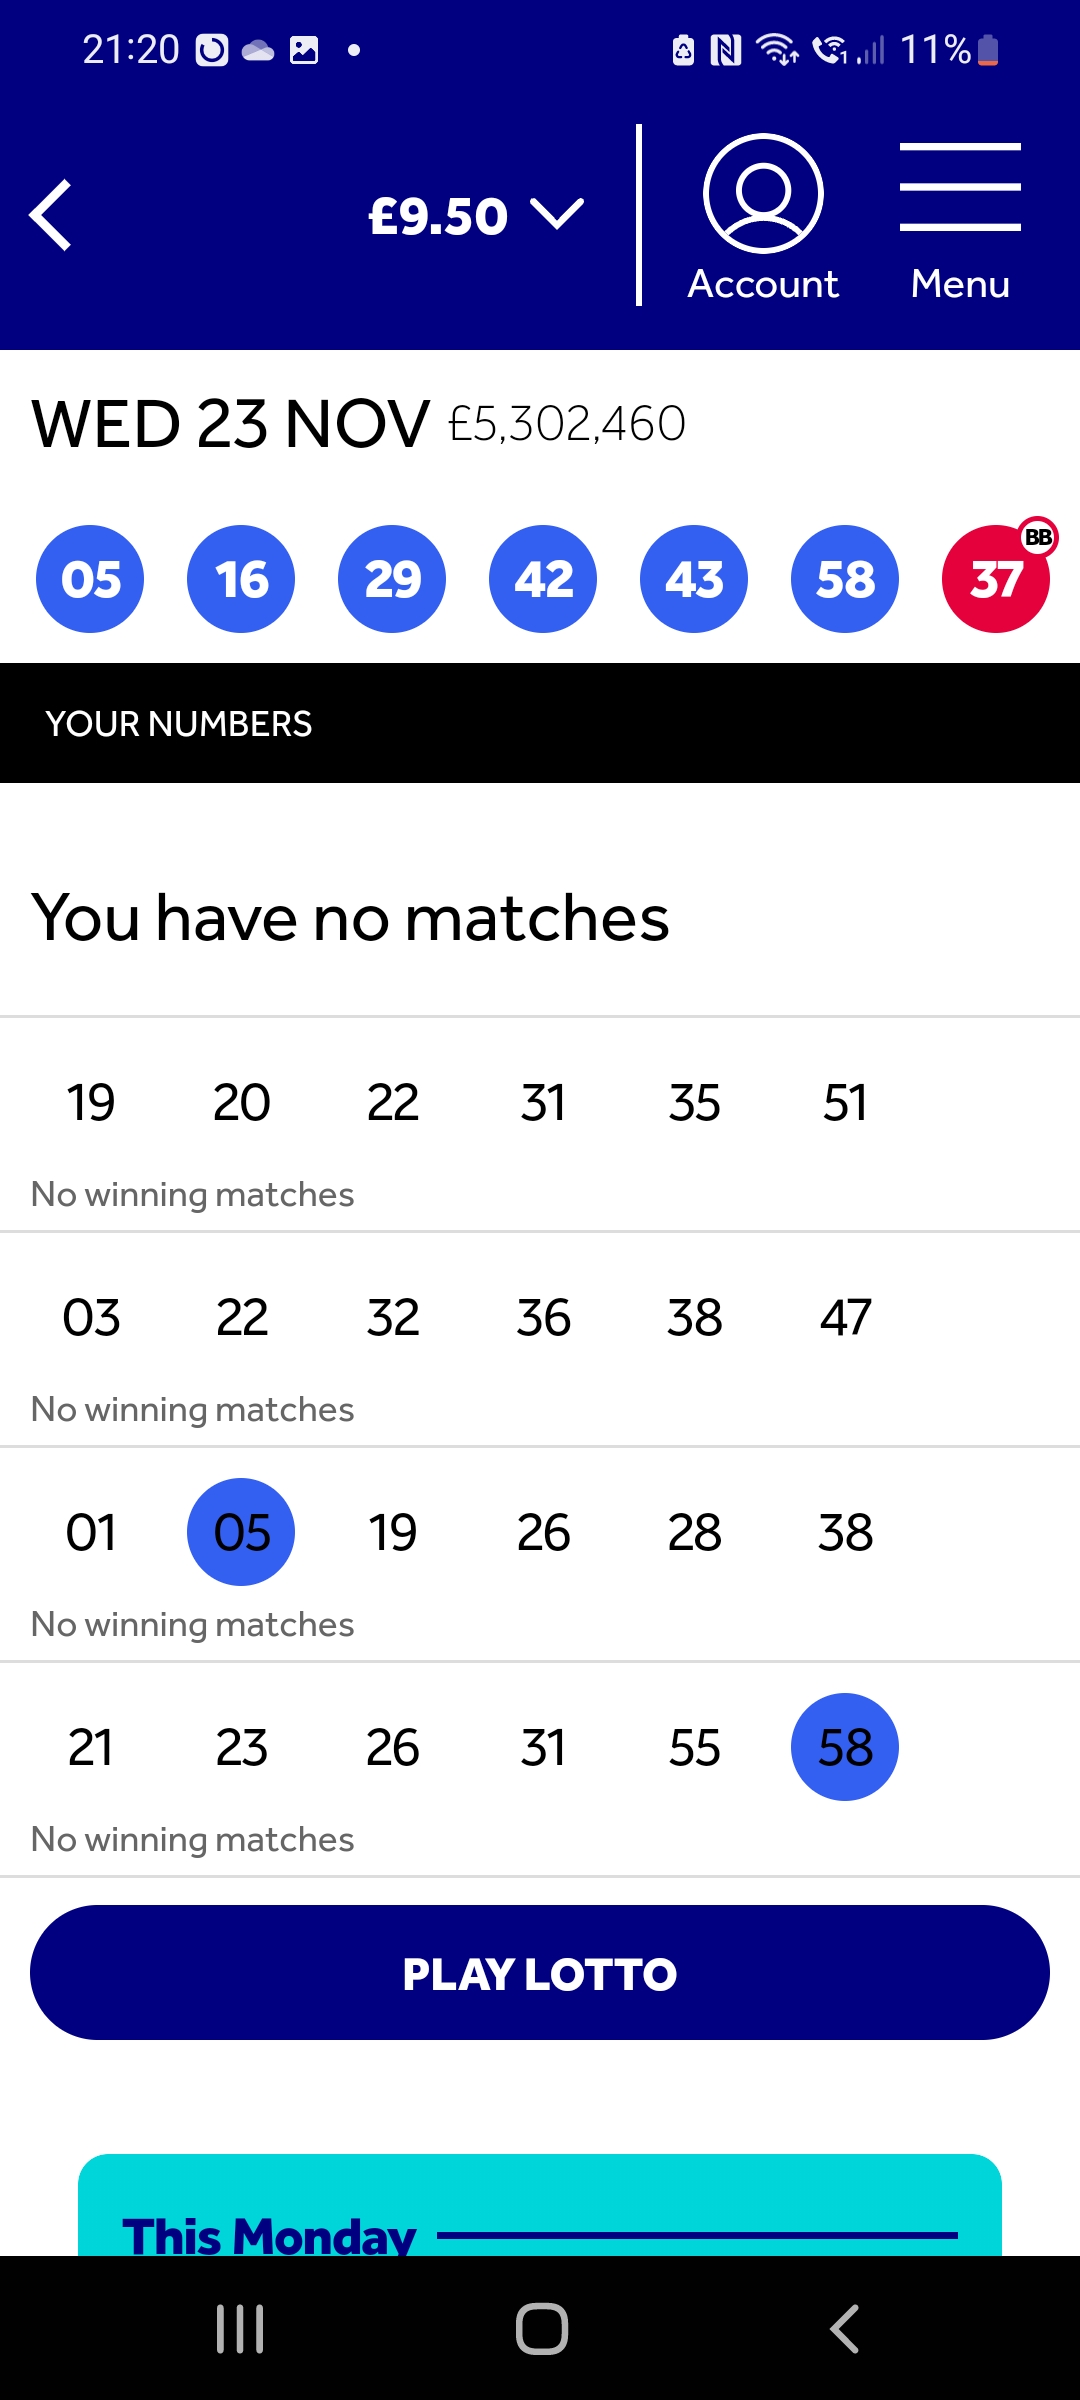 21:20 11%
£9.50
Account Menu
WED 23 NOV £5,302,460
05 16 29 42 43 58 37 BB
YOUR NUMBERS
You have no matches
19 20 22 31 35 51
No winning matches
03 22 32 36 38 47
No winning matches
01 05 19 26 28 38
No winning matches
21 23 26 31 55 58
No winning matches
PLAY LOTTO
This Monday